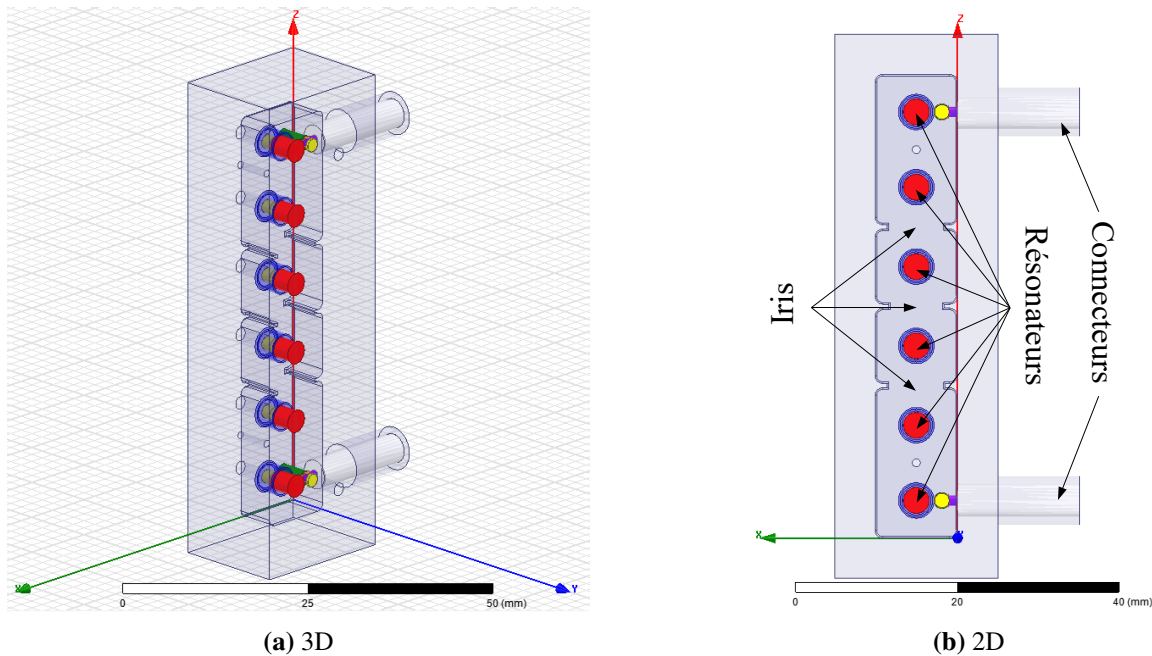 Z
X
Y
0
25
50 (mm)
(a) 3D
Z
Iris
Résonateurs
Connecteurs
X
0
20
40 (mm)
(b) 2D